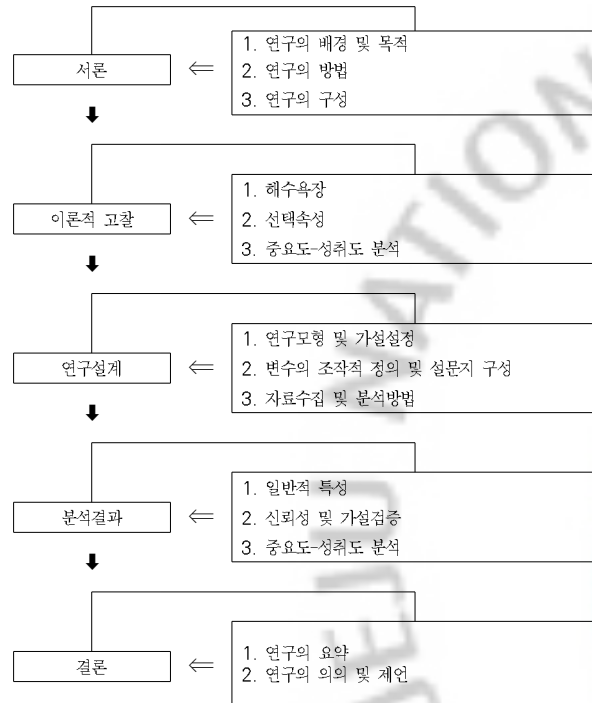 서론
⇐
1. 연구의 배경 및 목적
2. 연구의 방법
3. 연구의 구성
이론적 고찰
⇐
1. 해수욕장
2. 선택속성
3. 중요도-성취도 분석
연구설계
⇐
1. 연구모형 및 가설설정
2. 변수의 조작적 정의 및 설문지 구성
3. 자료수집 및 분석방법
분석결과
⇐
1. 일반적 특성
2. 신뢰성 및 가설검증
3. 중요도-성취도 분석
결론
⇐
1. 연구의 요약
2. 연구의 의의 및 제언
JEJU NATION